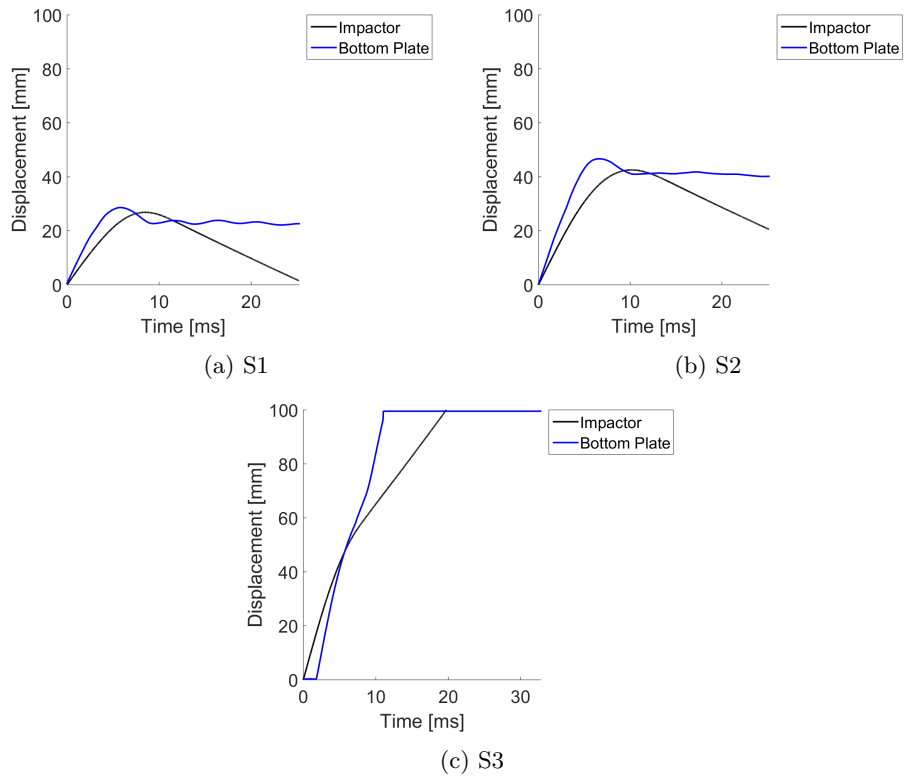 100
80
60
40
20
0
Displacement [mm]
0
10
20
Time [ms]
Impactor
Bottom Plate
(a) S1
100
80
60
40
20
0
Displacement [mm]
0
10
20
Time [ms]
Impactor
Bottom Plate
(b) S2
100
80
60
40
20
0
Displacement [mm]
0
10
20
30
Time [ms]
Impactor
Bottom Plate
(c) S3